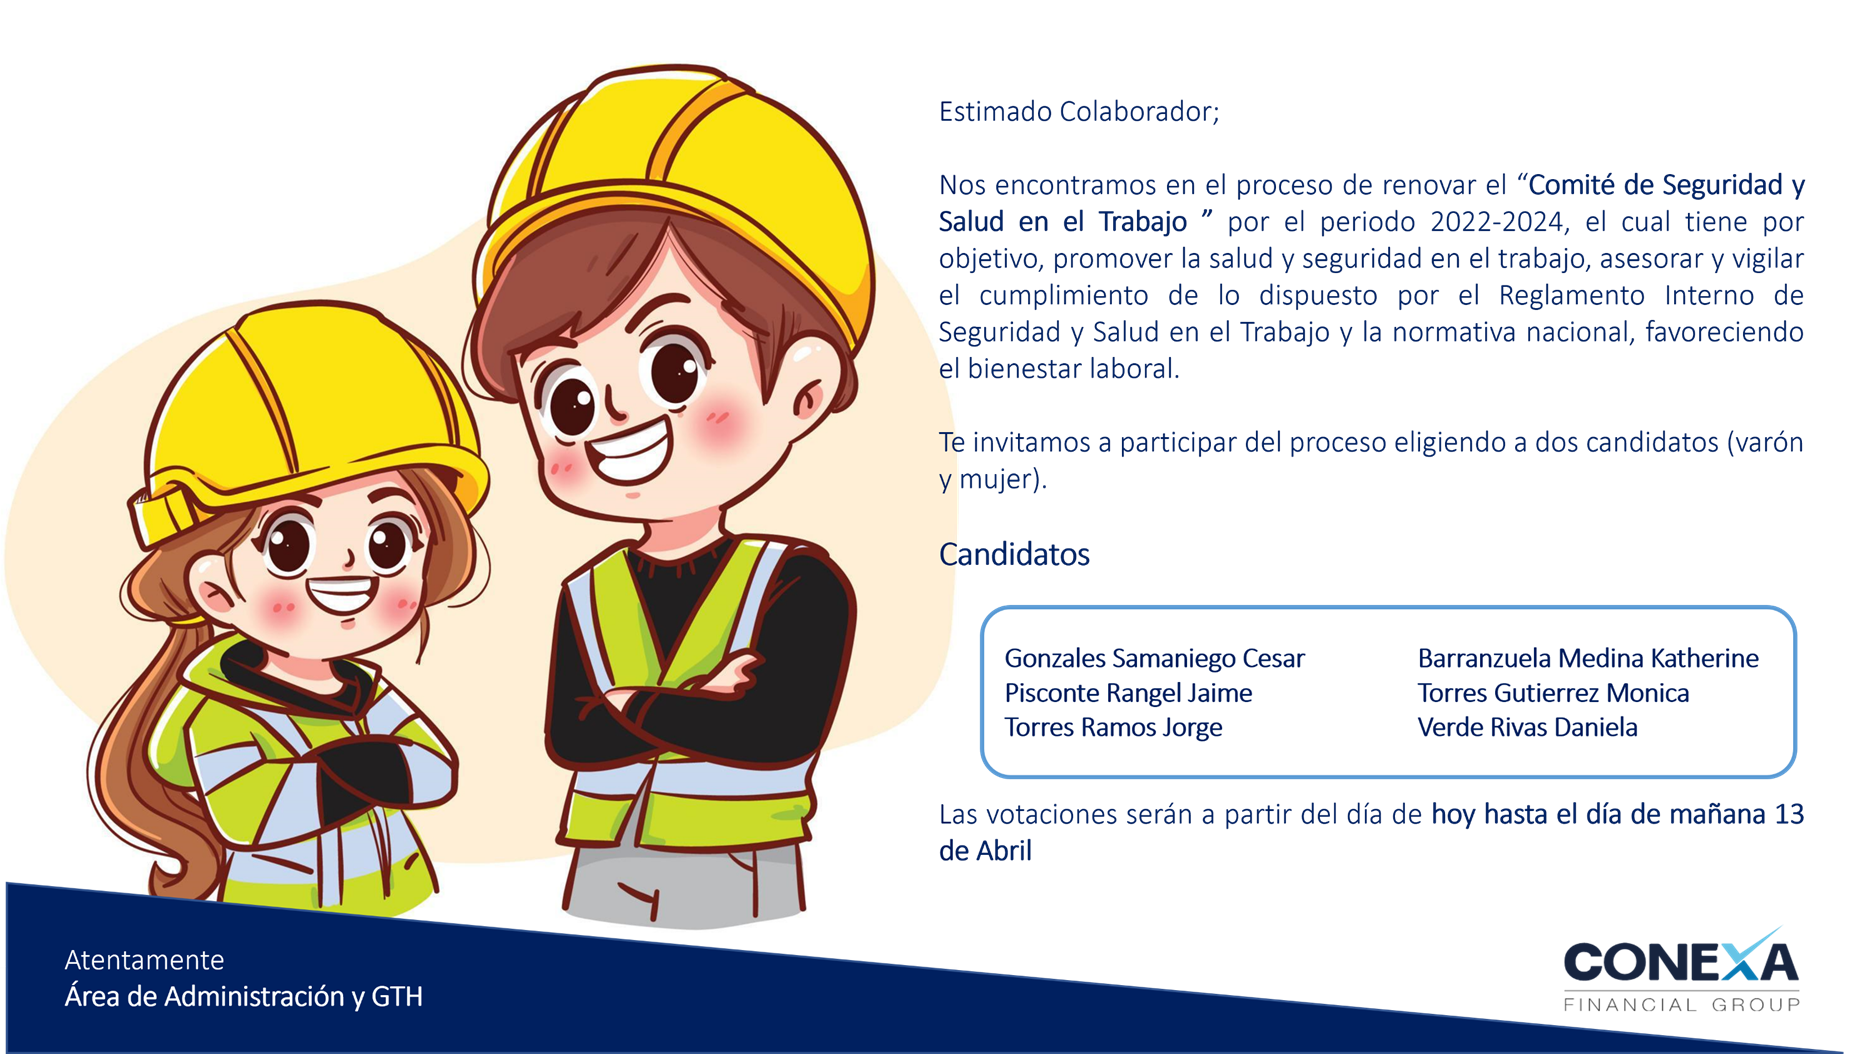 Estimado Colaborador;
Nos encontramos en el proceso de renovar el “Comité de Seguridad y
Salud en el Trabajo ” por el periodo 2022-2024, el cual tiene por
objetivo, promover la salud y seguridad en el trabajo, asesorar y vigilar
el cumplimiento de lo dispuesto por el Reglamento Interno de
Seguridad y Salud en el Trabajo y la normativa nacional, favoreciendo
el bienestar laboral.
Te invitamos a participar del proceso eligiendo a dos candidatos (varón
y mujer).
Candidatos
Gonzales Samaniego Cesar
Pisconte Rangel Jaime
Torres Ramos Jorge
Barranzuela Medina Katherine
Torres Gutierrez Monica
Verde Rivas Daniela
Las votaciones serán a partir del día de hoy hasta el día de mañana 13
de Abril
Atentamente
Área de Administración y GTH
CONEXA
FINANCIAL GROUP